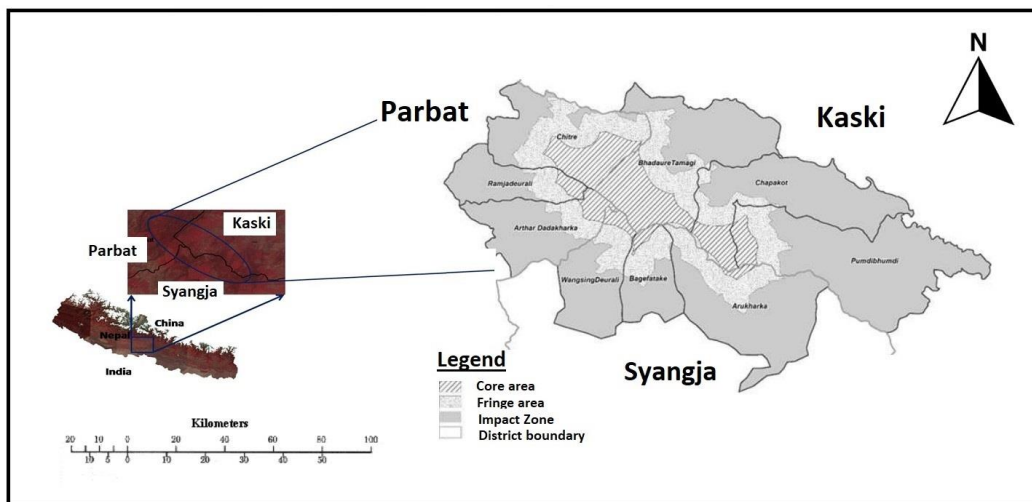 N
Parbat
Kaski
Chitre
BhadaureTamagi
Ramjadeurali
Chapakot
Kaski
Parbat
Arthar Dadakharka
Syangja
WangsingDeurali
Bagefatake
Pumdibhumdi
Arukharka
China
Nepal
India
Syangja
Legend
Core area
Fringe area
Impact Zone
District boundary
Kilometers
20 10 0 20 40 60 80 100
10 5 0 10 20 30 40 50